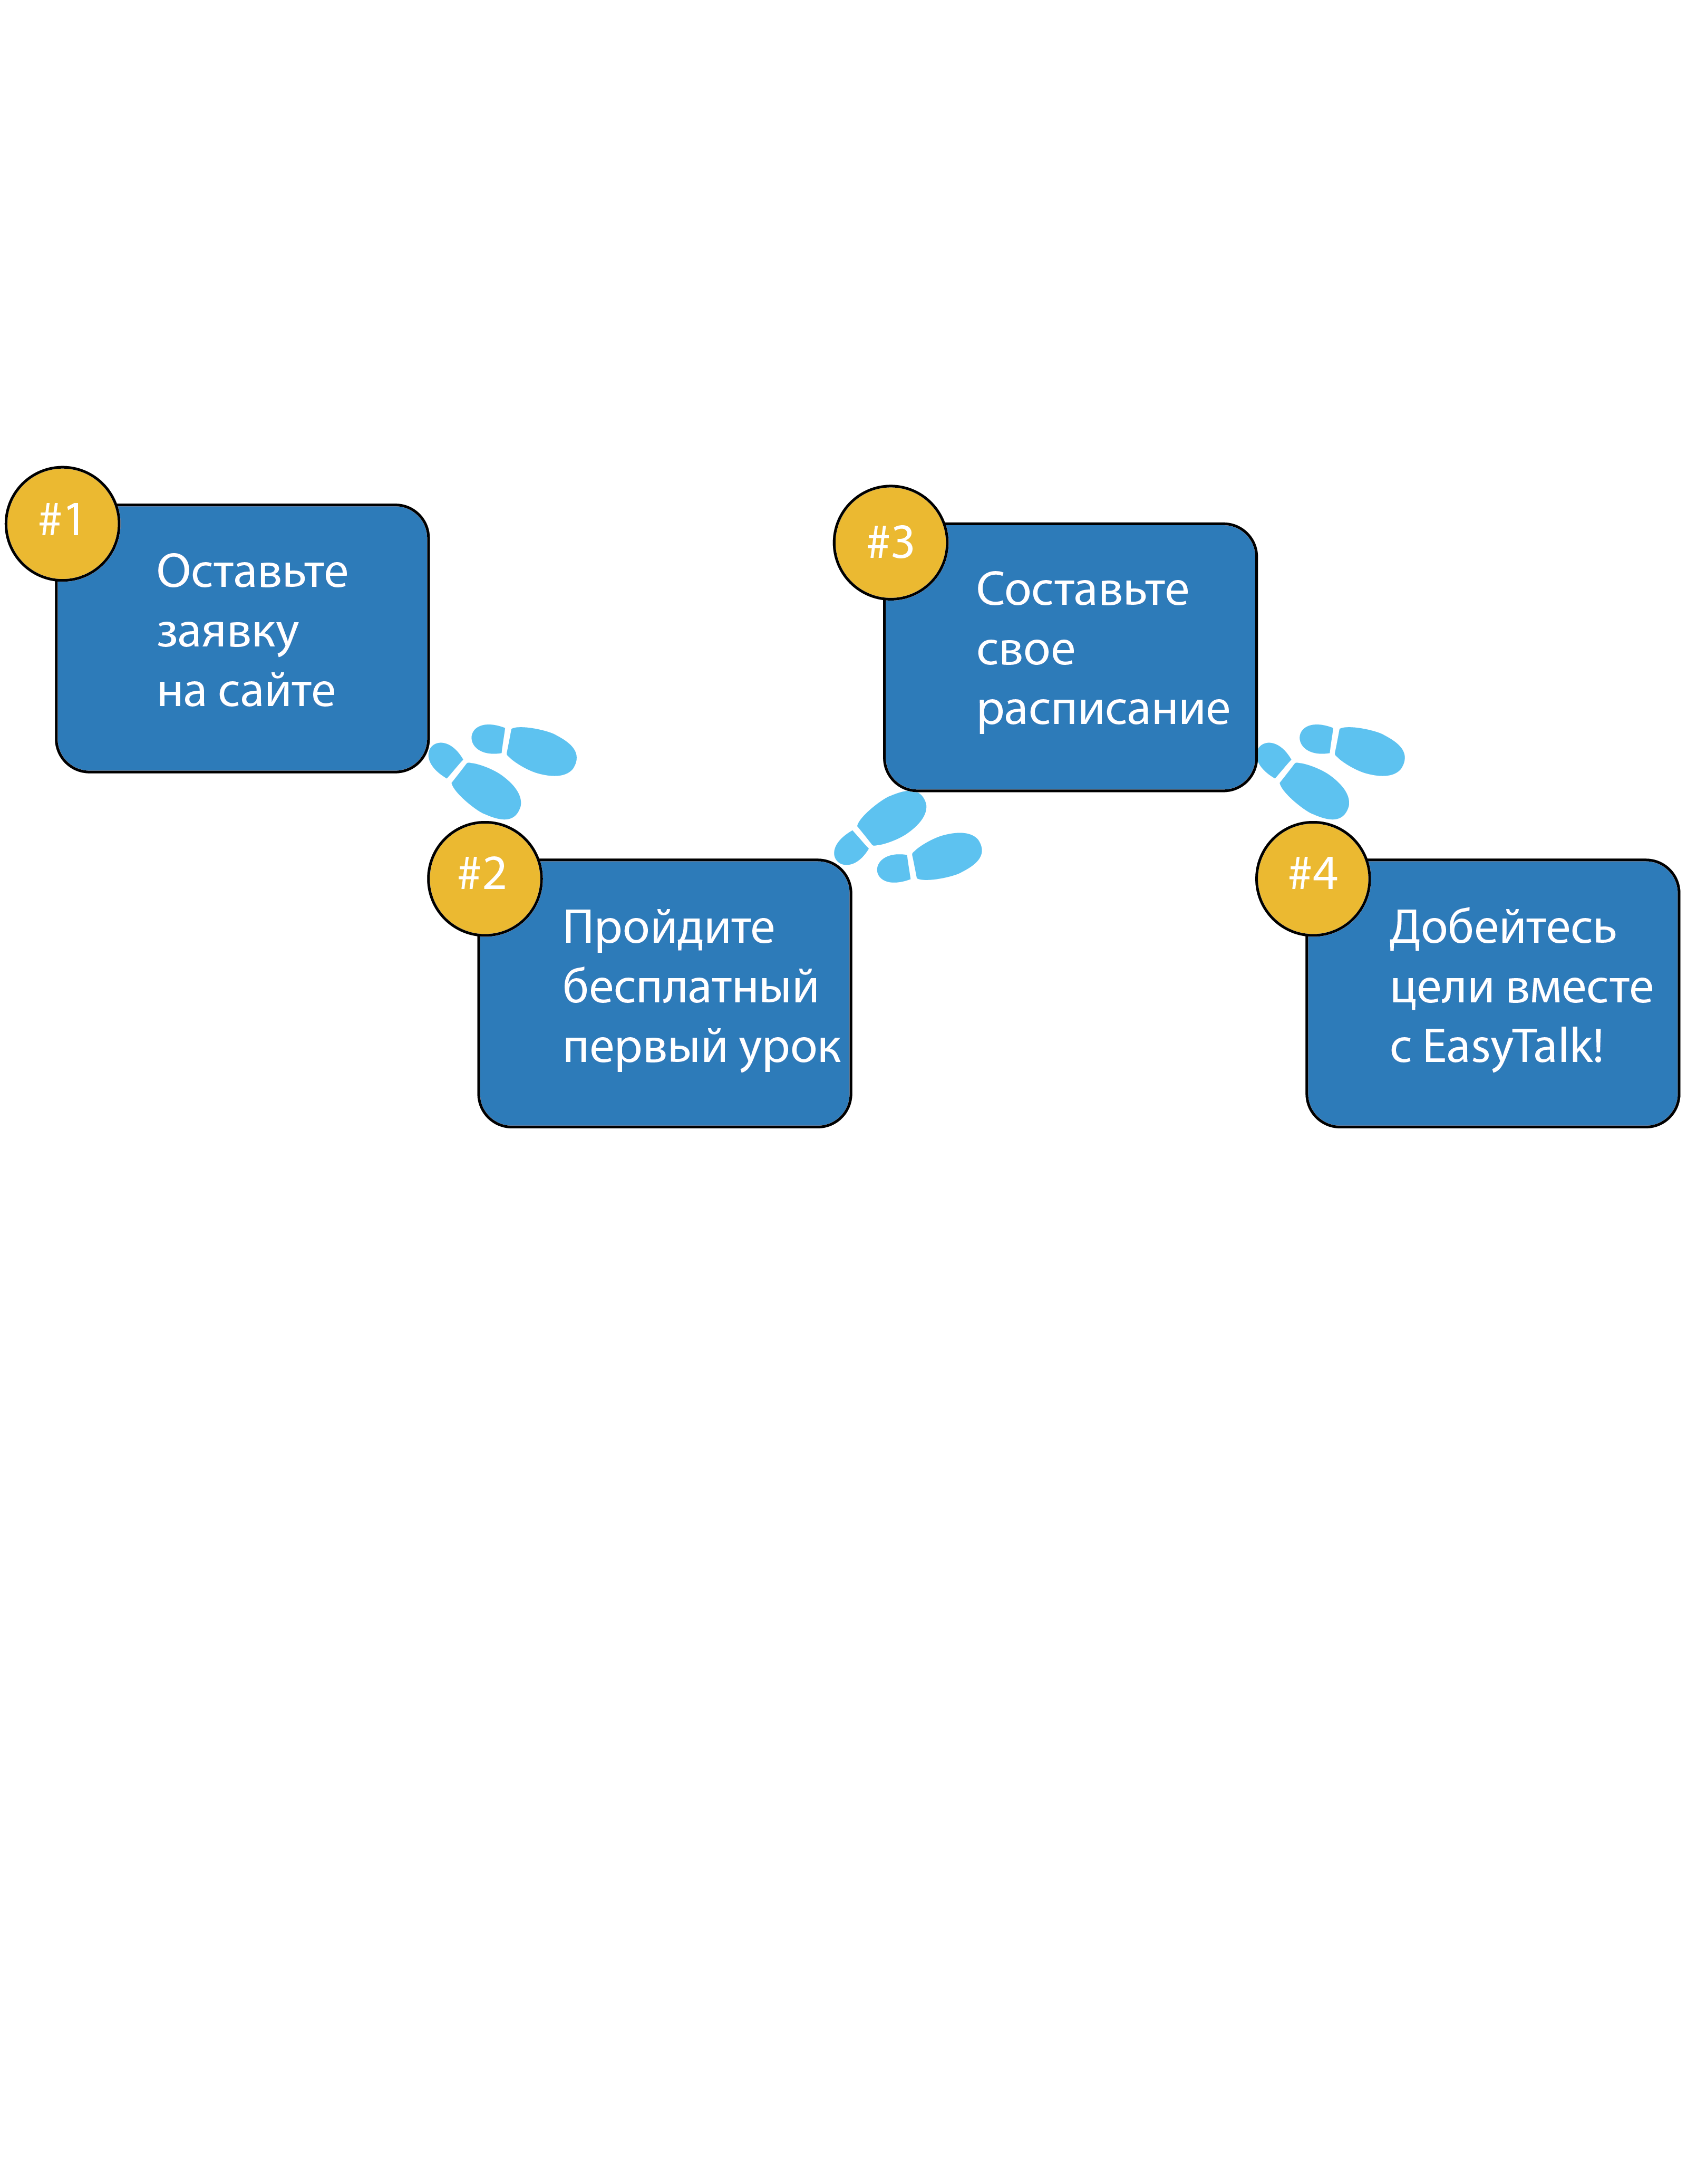 #1
Оставьте
заявку
на сайте
#2
Пройдите
бесплатный
первый урок
#3
Составьте
свое
расписание
#4
Добейтесь
цели вместе
с EasyTalk!